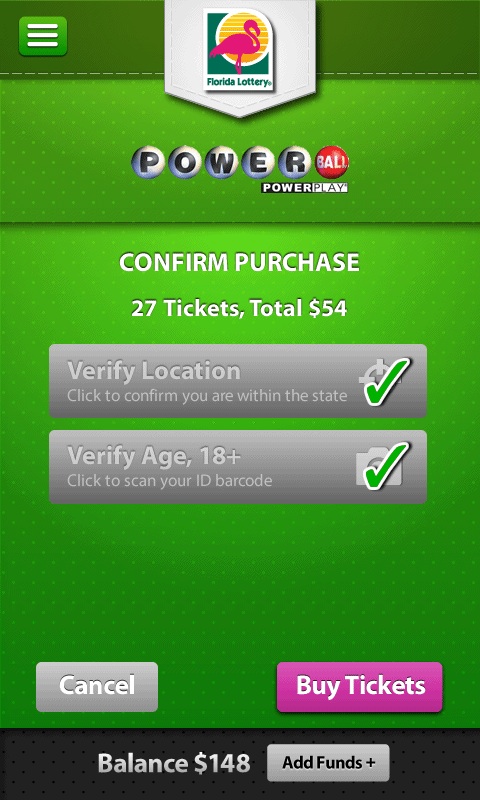 Florida Lottery®
POWERBALL
POWERPLAY
CONFIRM PURCHASE
27 Tickets, Total $54
Verify Location
Click to confirm you are within the state
Verify Age, 18+
Click to scan your ID barcode
Cancel
Buy Tickets
Balance $148
Add Funds +